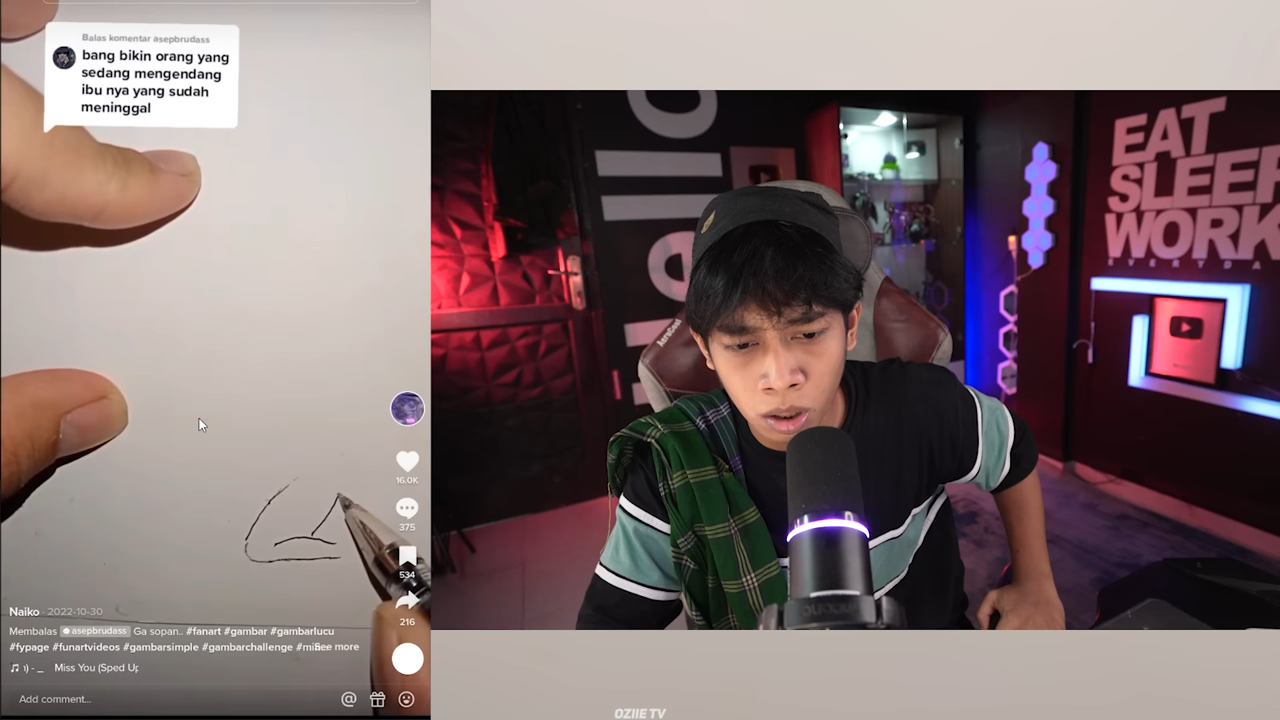 Balas komentar asepbrudass
bang bikin orang yang
sedang mengendang
ibu nya yang sudah
meninggal
16.0K
375
534
216
Naiko · 2022-10-30
Membalas asepbrudass Ga sopan.. #fanart #gambar #gambarlucu
#fypage #funartvideos #gambarsimple #gambarchallenge
See more
Miss You (Sped Up
Add comment...
EAT
SLEEP
WORK
EVERYDA
AeroCool
OZIIE TV